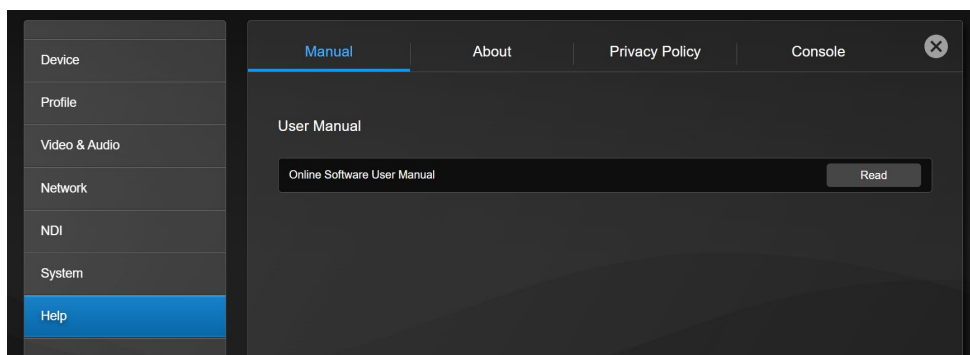 Device
Profile
Video & Audio
Network
NDI
System
Help
Manual
About
Privacy Policy
Console
User Manual
Online Software User Manual
Read